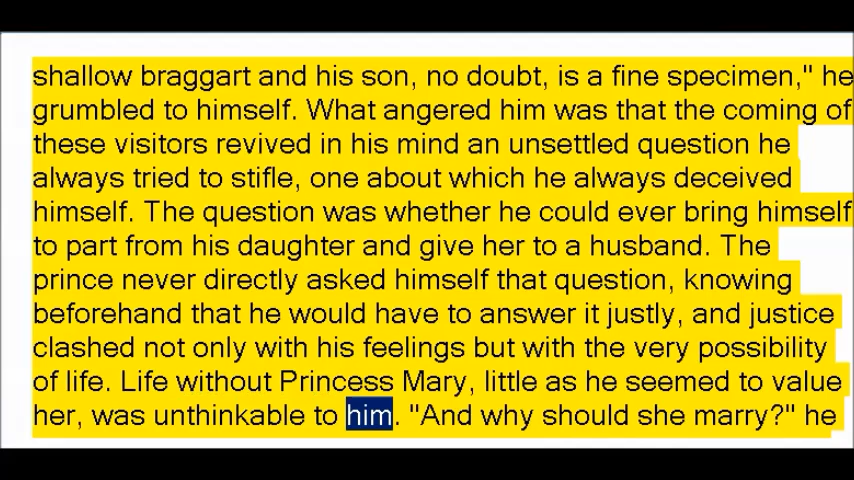 shallow braggart and his son, no doubt, is a fine specimen," he
grumbled to himself. What angered him was that the coming of
these visitors revived in his mind an unsettled question he
always tried to stifle, one about which he always deceived
himself. The question was whether he could ever bring himself
to part from his daughter and give her to a husband. The
prince never directly asked himself that question, knowing
beforehand that he would have to answer it justly, and justice
clashed not only with his feelings but with the very possibility
of life. Life without Princess Mary, little as he seemed to value
her, was unthinkable to him. "And why should she marry?" he